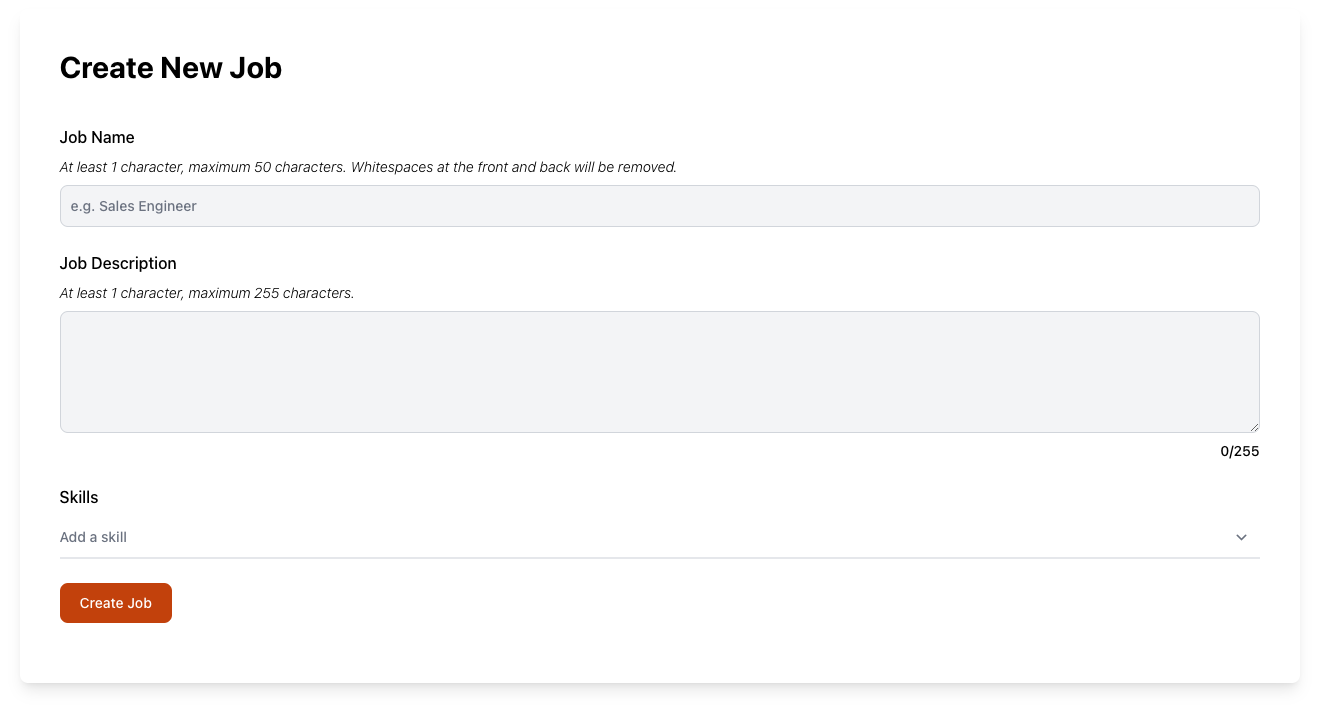 Create New Job
Job Name
At least 1 character, maximum 50 characters. Whitespaces at the front and back will be removed.
e.g. Sales Engineer
Job Description
At least 1 character, maximum 255 characters.
0/255
Skills
Add a skill
Create Job